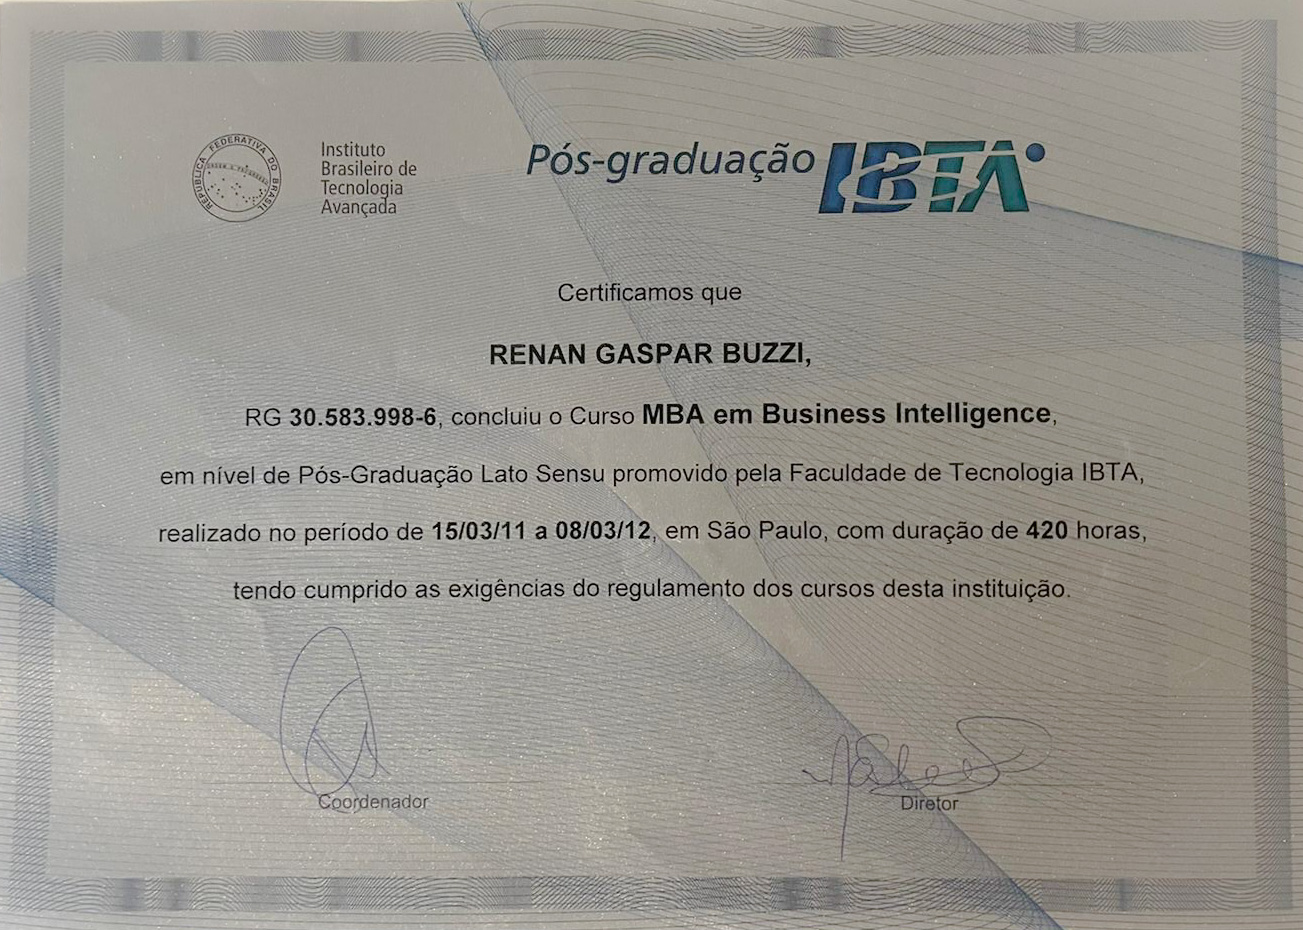 REPUBLICA FEDERATIVA DO BRASIL
Instituto
Brasileiro de
Tecnologia
Avançada
Pós-graduação IBTA
Certificamos que
RENAN GASPAR BUZZI,
RG 30.583.998-6, concluiu o Curso MBA em Business Intelligence,
em nível de Pós-Graduação Lato Sensu promovido pela Faculdade de Tecnologia IBTA,
realizado no período de 15/03/11 a 08/03/12, em São Paulo, com duração de 420 horas,
tendo cumprido as exigências do regulamento dos cursos desta instituição.
Coordenador
Diretor